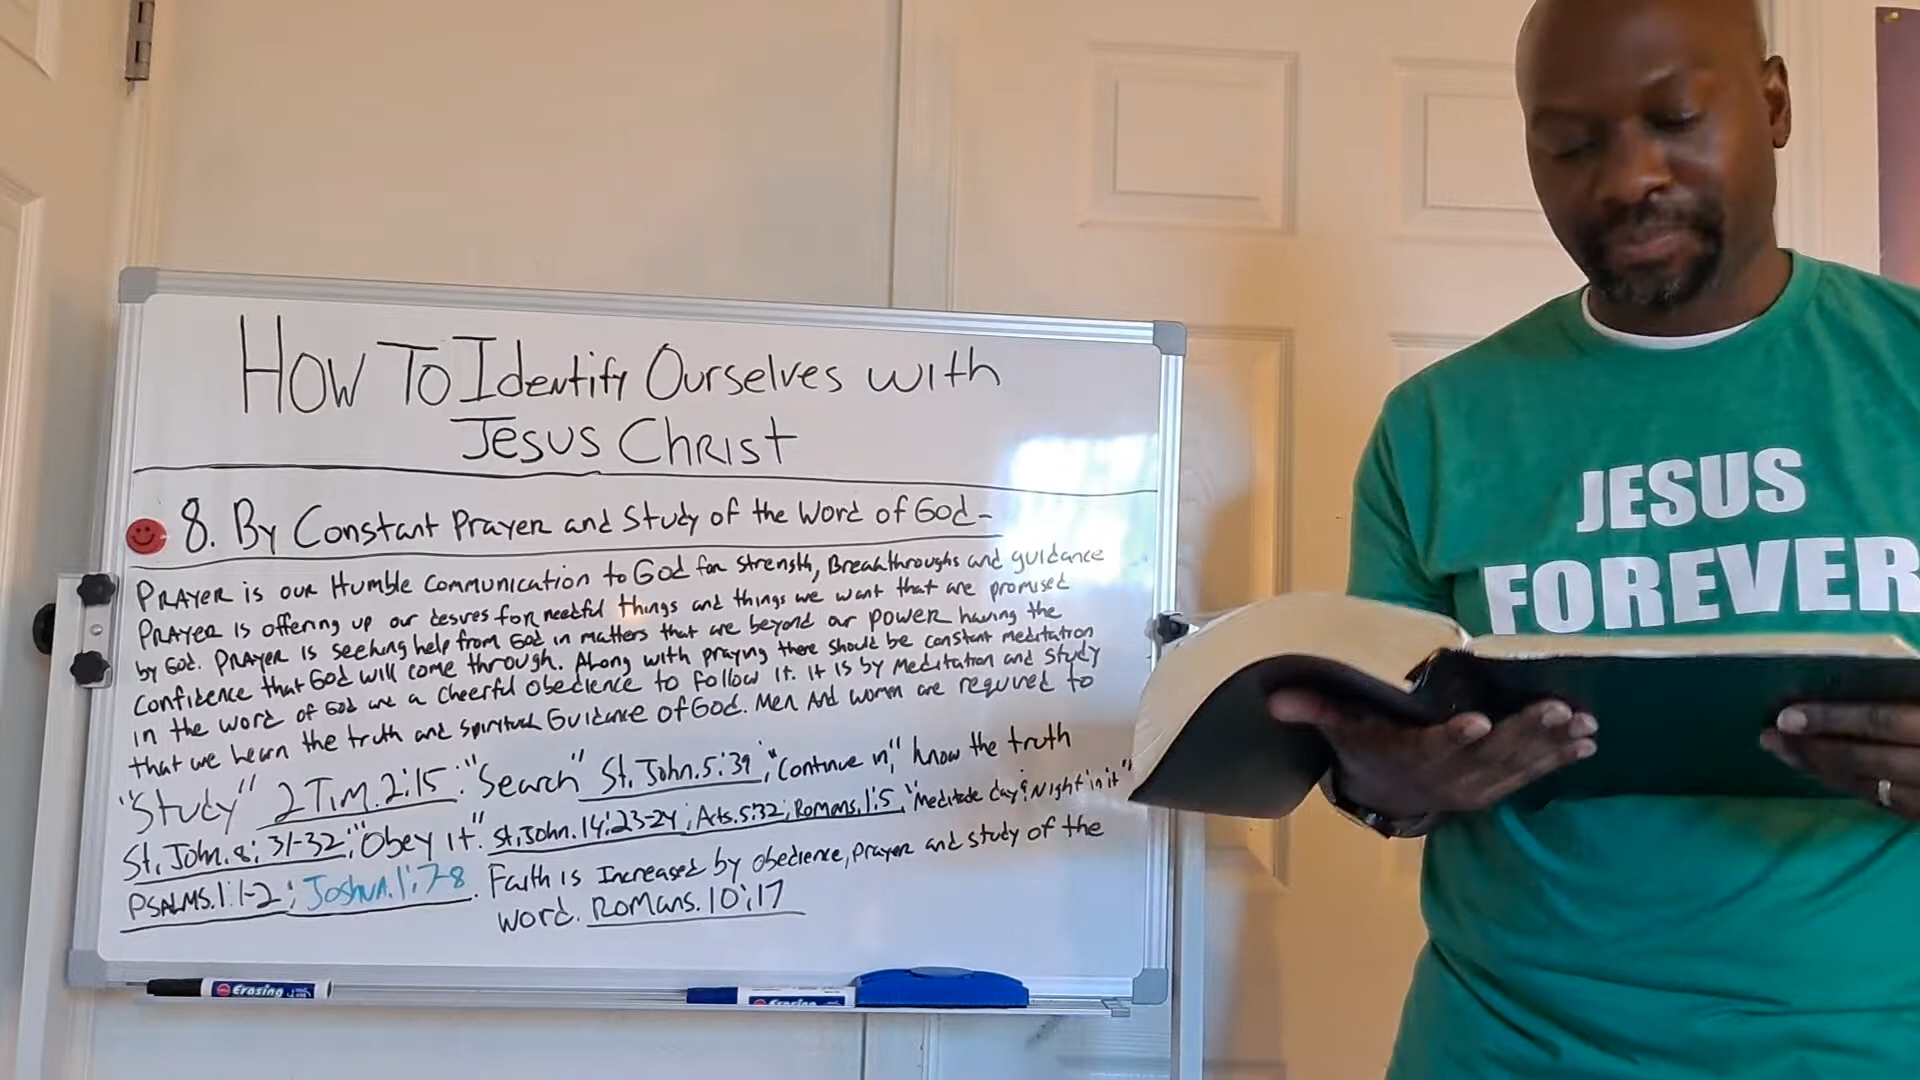 How To Identify Ourselves with
Jesus Christ
8. By Constant Prayer and Study of the Word of God-
Prayer is our Humble Communication to God for Strength, Breakthroughs and guidance
Prayer is offering up our desires for needful things and things we want that are promised
by God. Prayer is seeking help from God in matters that are beyond our power having the
confidence that God will come through. Along with praying there should be constant meditation
in the word of God and a cheerful obedience to follow it. it is by meditation and study
that we learn the truth and spiritual Guidance of God. Men And women are required to
"Study" 2 Tim. 2:15; "Search" St. John. 5:39; "Continue in," know the truth
St. John. 8:31-32; "Obey it". St. John. 14:23-24; Acts. 5:32; Romans. 1:5, "Meditate day & Night in it"
Psalms. 1:1-2; Joshua. 1:7-8. Faith is Increased by obedience, prayer and study of the
word. Romans. 10:17
Erasing
Erasing
JESUS
FOREVER